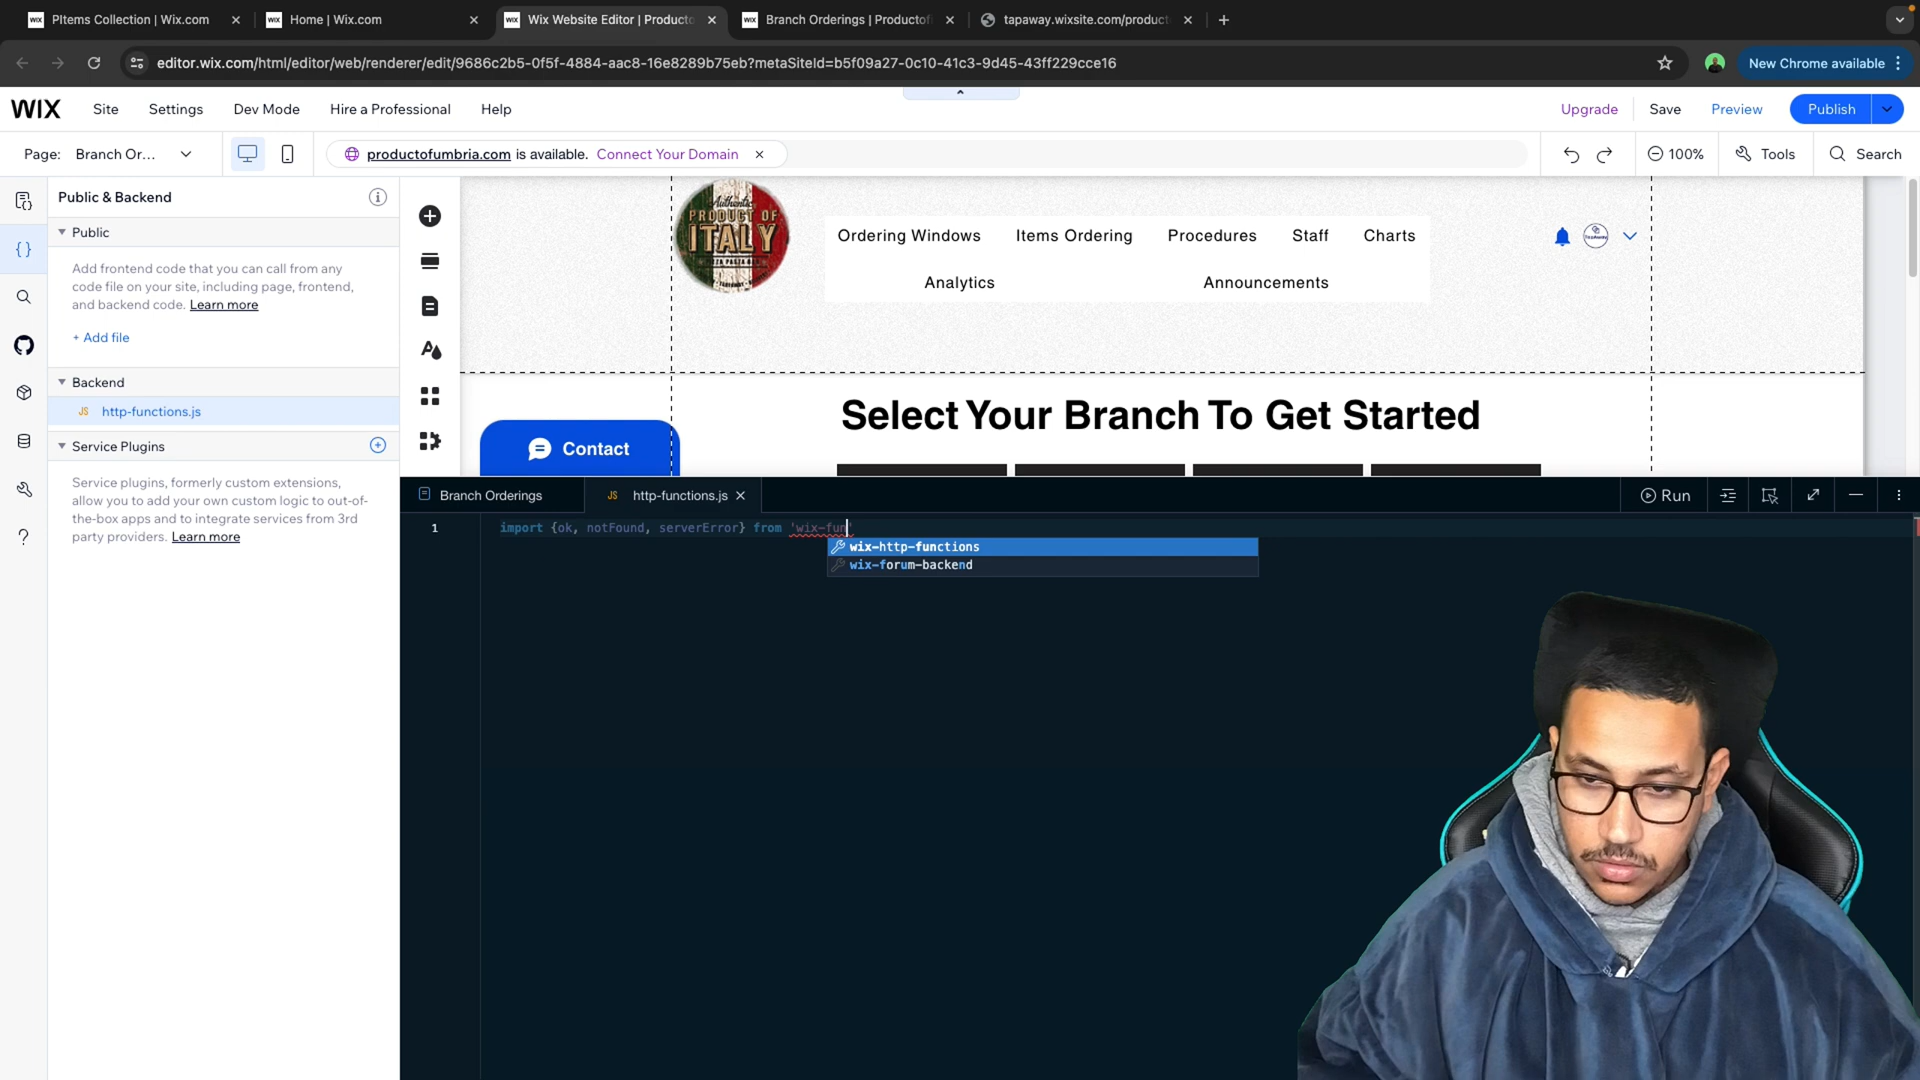 PItems Collection | Wix.com
Home | Wix.com
Wix Website Editor | Producto
Branch Orderings | Productof
tapaway.wixsite.com/product
editor.wix.com/html/editor/web/renderer/edit/9686c2b5-0f5f-4884-aac8-16e8289b75eb?metaSiteId=b5f09a27-0c10-41c3-9d45-43ff229cce16
New Chrome available
WIX
Site
Settings
Dev Mode
Hire a Professional
Help
Upgrade
Save
Preview
Publish
Page: Branch Or...
productofumbria.com is available. Connect Your Domain
100%
Tools
Search
Public & Backend
Public
Add frontend code that you can call from any
code file on your site, including page, frontend,
and backend code. Learn more
+ Add file
Backend
JS http-functions.js
Service Plugins
Service plugins, formerly custom extensions,
allow you to add your own custom logic to out-of-
the-box apps and to integrate services from 3rd
party providers. Learn more
Authentic
PRODUCT OF
ITALY
Ordering Windows
Items Ordering
Procedures
Staff
Charts
Analytics
Announcements
Select Your Branch To Get Started
Contact
Branch Orderings
JS http-functions.js
Run
1 import {ok, notFound, serverError} from 'wix-fun'
wix-http-functions
wix-forum-backend